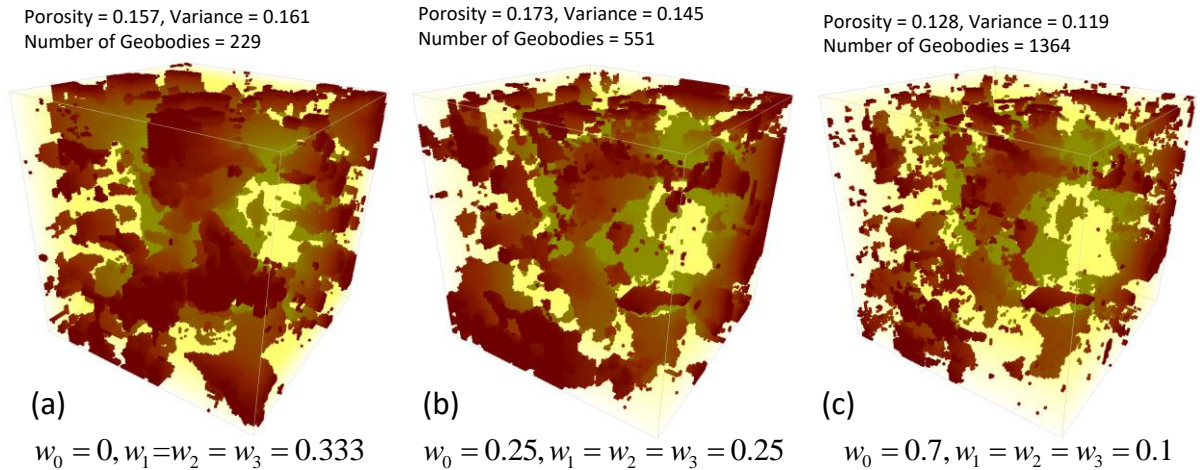 Porosity = 0.157, Variance = 0.161
Number of Geobodies = 229
Porosity = 0.173, Variance = 0.145
Number of Geobodies = 551
Porosity = 0.128, Variance = 0.119
Number of Geobodies = 1364
(a)
(b)
(c)
w₀ = 0, w₁=w₂ = w₃ = 0.333
w₀ = 0.25, w₁ = w₂ = w₃ = 0.25
w₀ = 0.7, w₁ = w₂ = w₃ = 0.1